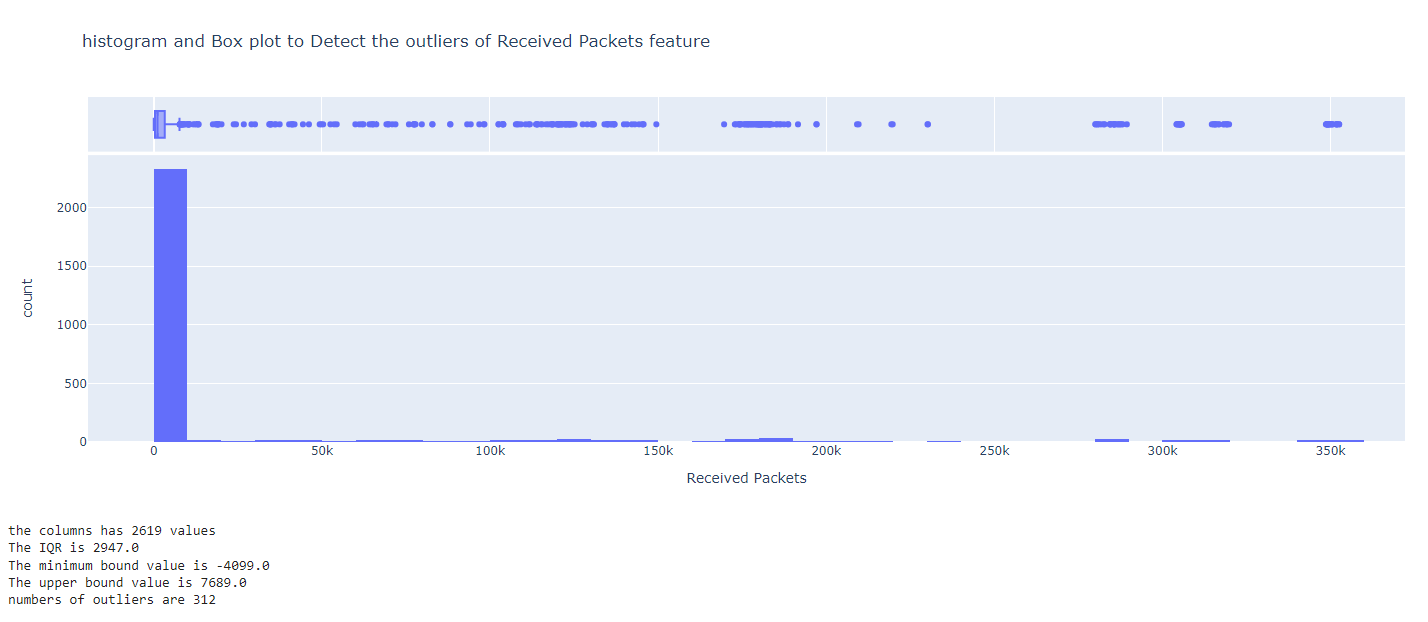 histogram and Box plot to Detect the outliers of Received Packets feature
2000
1500
count
1000
500
0
0 50k 100k 150k 200k 250k 300k 350k
Received Packets
the columns has 2619 values
The IQR is 2947.0
The minimum bound value is -4099.0
The upper bound value is 7689.0
numbers of outliers are 312